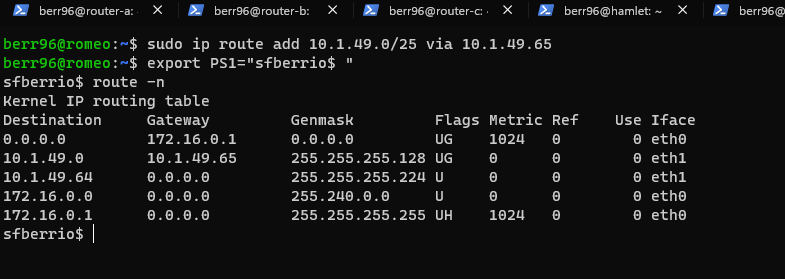 berr96@router-a: berr96@router-b: berr96@router-c: berr96@hamlet: ~ berr96@
berr96@romeo:~$ sudo ip route add 10.1.49.0/25 via 10.1.49.65
berr96@romeo:~$ export PS1="sfberrio$ "
sfberrio$ route -n
Kernel IP routing table
Destination Gateway Genmask Flags Metric Ref Use Iface
0.0.0.0 172.16.0.1 0.0.0.0 UG 1024 0 0 eth0
10.1.49.0 10.1.49.65 255.255.255.128 UG 0 0 0 eth1
10.1.49.64 0.0.0.0 255.255.255.224 U 0 0 0 eth1
172.16.0.0 0.0.0.0 255.240.0.0 U 0 0 0 eth0
172.16.0.1 0.0.0.0 255.255.255.255 UH 1024 0 0 eth0
sfberrio$